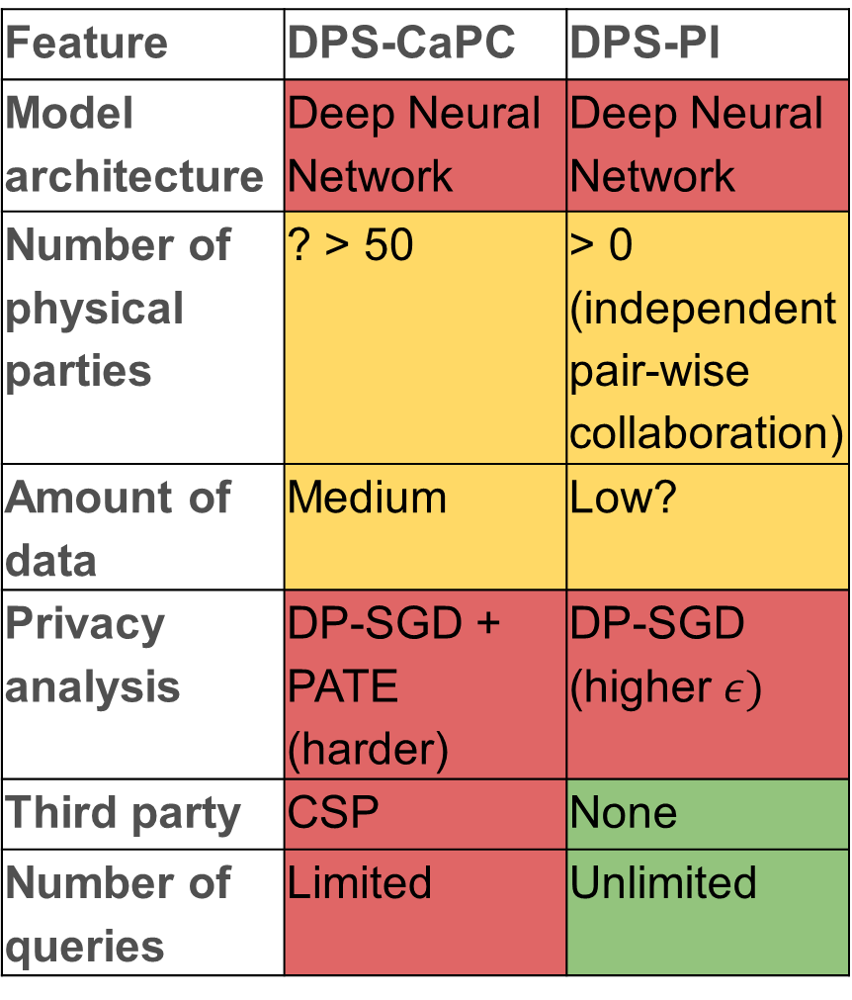 Feature DPS-CaPC DPS-PI
Model architecture Deep Neural Network Deep Neural Network
Number of physical parties ? > 50 > 0 (independent pair-wise collaboration)
Amount of data Medium Low?
Privacy analysis DP-SGD + PATE (harder) DP-SGD (higher ϵ)
Third party CSP None
Number of queries Limited Unlimited